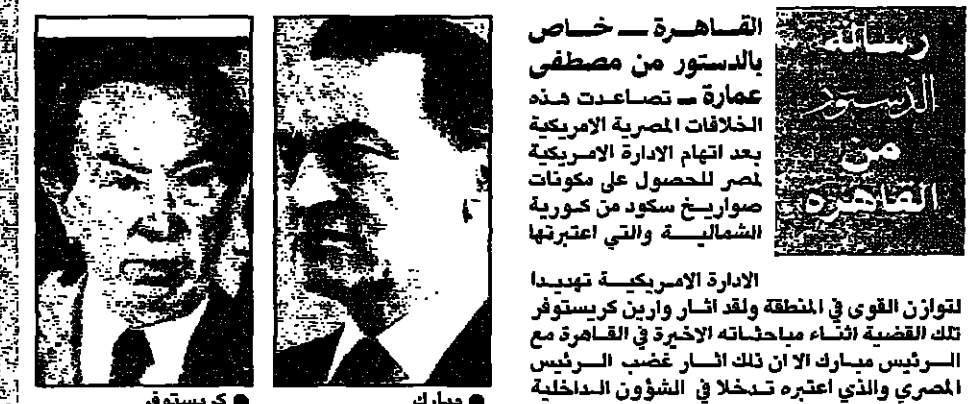 رسالة
الدستور
من
القاهرة
القاهرة ـ خاص
بالدستور من مصطفى
عمارة ـ تصاعدت هذه
الخلافات المصرية الامريكية
بعد اتهام الادارة الامريكية
لمصر للحصول على مكونات
صواريخ سكود من كورية
الشمالية والتي اعتبرتها
الادارة الامريكية تهديدا
لتوازن القوى في المنطقة ولقد اثار وارين كريستوفر
تلك القضية اثناء مباحثاته الاخيرة في القاهرة مع
الرئيس مبارك الا ان ذلك اثار غضب الرئيس
المصري والذي اعتبره تدخلا في الشؤون الداخلية
● مبارك
● كريستوفر